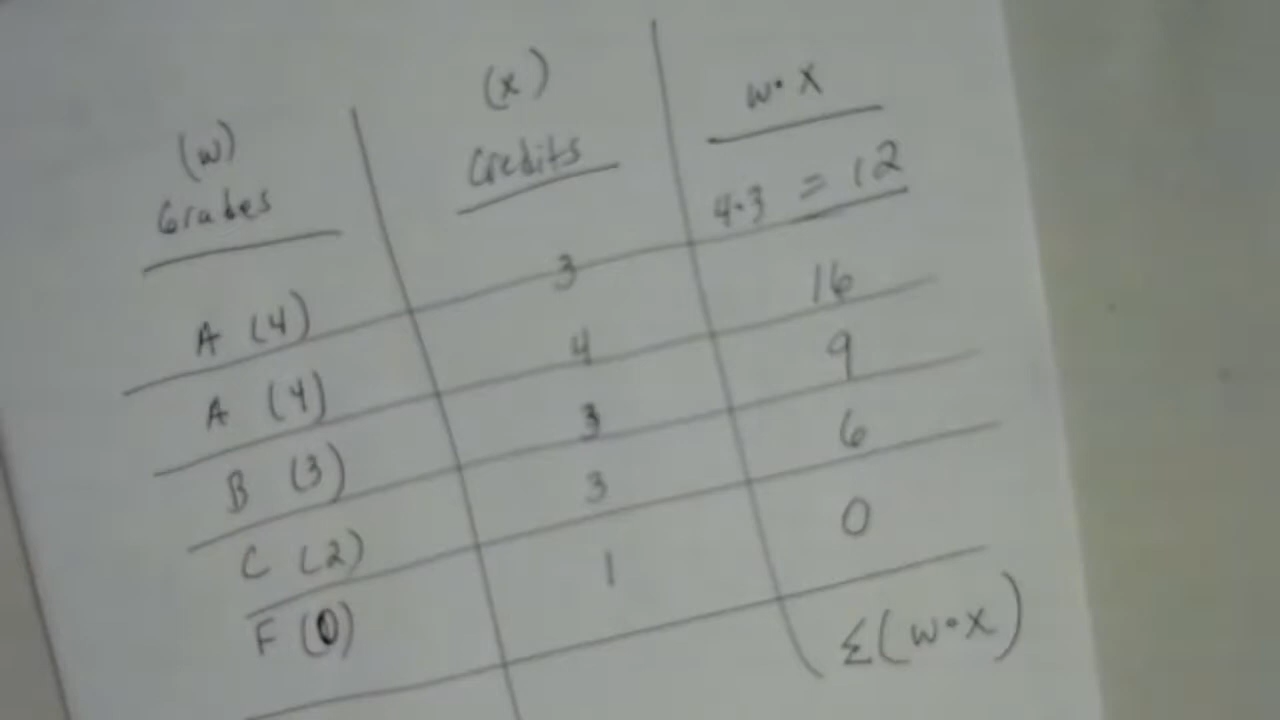 (w) (x) w•x
Grades Credits
A (4) 3 4•3 = 12
A (4) 4 16
B (3) 3 9
C (2) 3 6
F (0) 1 0
Σ(w•x)